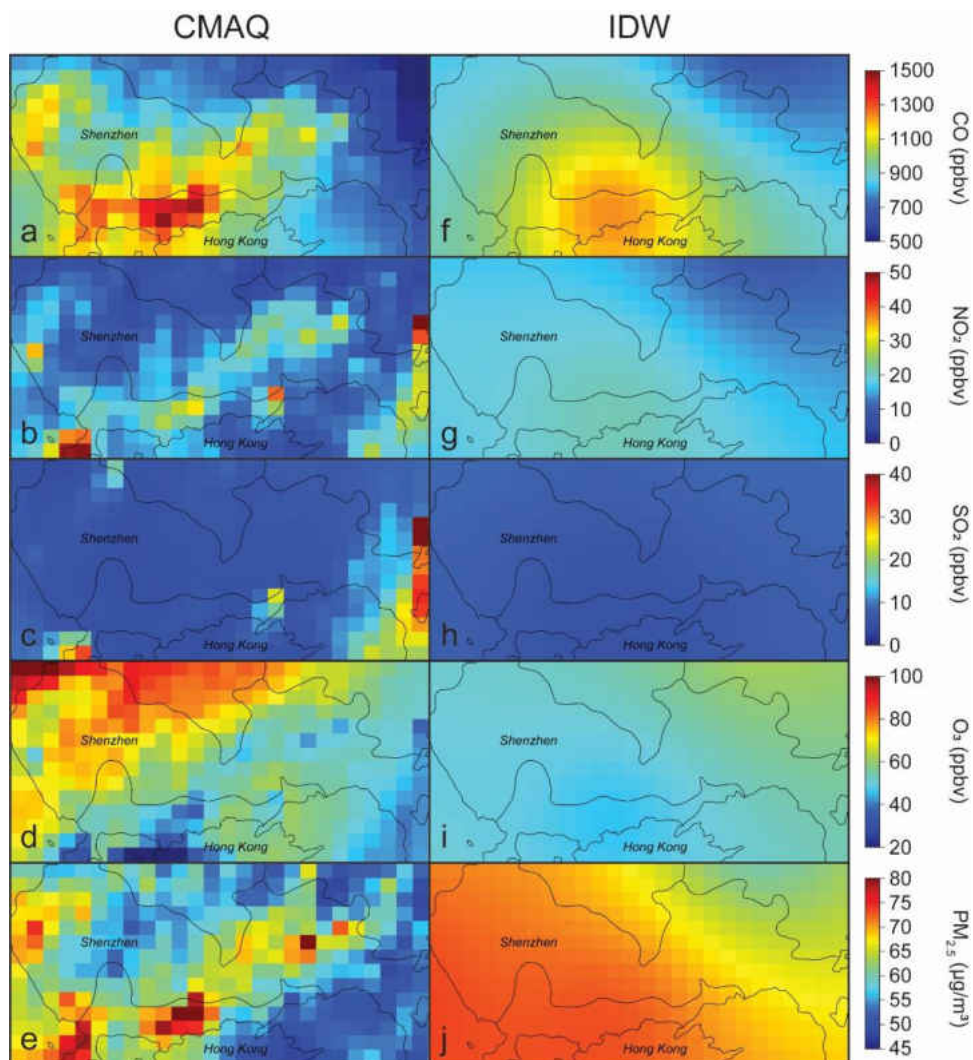 CMAQ IDW
Shenzhen Shenzhen
a Hong Kong f Hong Kong
1500
1300
1100
900
700
500
CO (ppbv)
Shenzhen Shenzhen
b Hong Kong g Hong Kong
50
40
30
20
10
0
NO₂ (ppbv)
Shenzhen Shenzhen
c Hong Kong h Hong Kong
40
30
20
10
0
SO₂ (ppbv)
Shenzhen Shenzhen
d Hong Kong i Hong Kong
100
80
60
40
20
O₃ (ppbv)
Shenzhen Shenzhen
e Hong Kong j Hong Kong
80
75
70
65
60
55
50
45
PM₂.₅ (µg/m³)